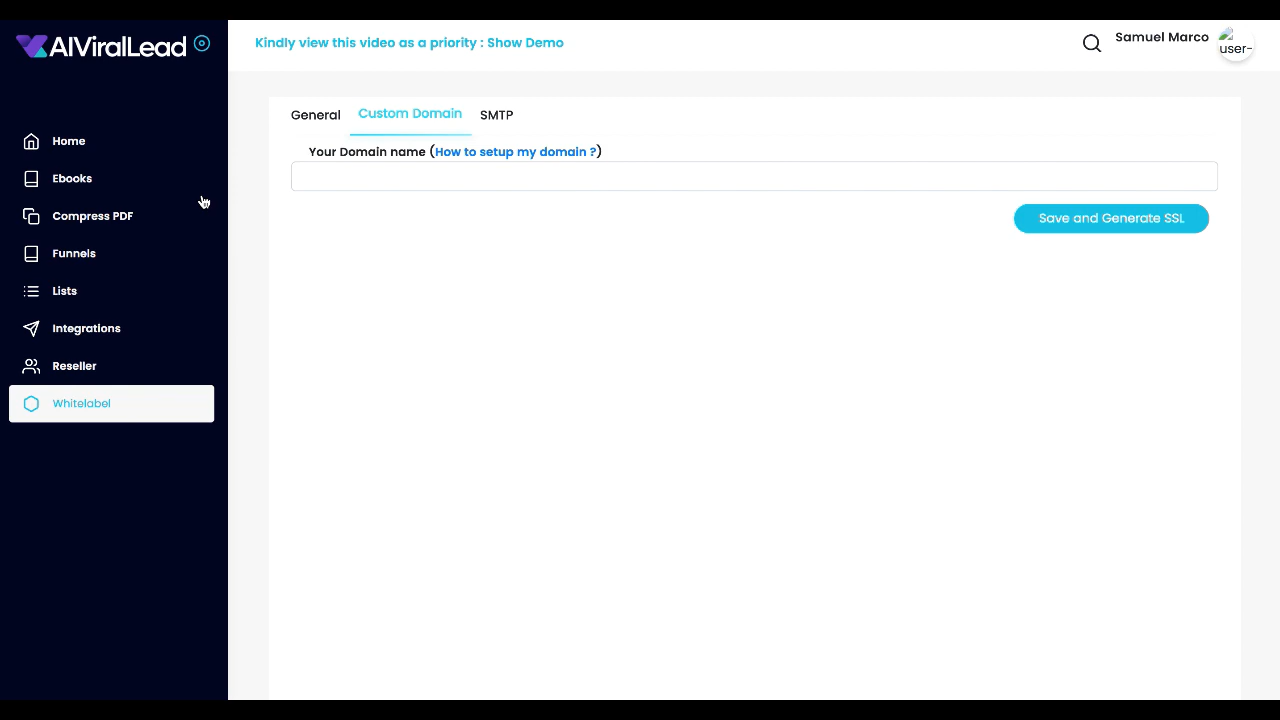 AIViralLead
Kindly view this video as a priority : Show Demo
Samuel Marco
user-
Home
Ebooks
Compress PDF
Funnels
Lists
Integrations
Reseller
Whitelabel
General
Custom Domain
SMTP
Your Domain name (How to setup my domain ?)
Save and Generate SSL